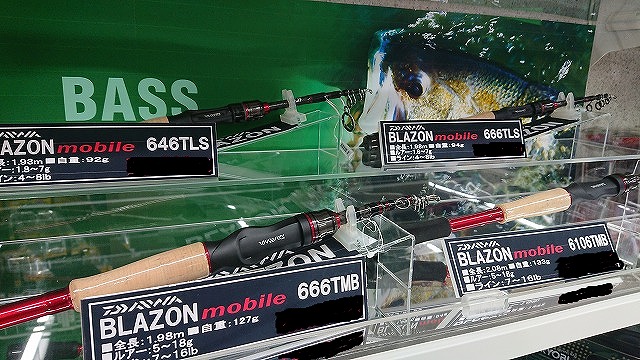 BASS
BLAZON mobile 646TLS
■全長:1.93m ■自重:92g
■ルアー:1.8~7g
■ライン:4~8lb
DAIWA
BLAZON mobile 666TLS
■全長:1.98m ■自重:94g
■ルアー:1.8~7g
■ライン:4~8lb
DAIWA
BLAZON mobile 6106TMB
■全長:2.08m ■自重:133g
■ルアー:5~18g
■ライン:7~16lb
DAIWA
DAIWA
BLAZON mobile 666TMB
■全長:1.98m ■自重:127g
■ルアー:5~18g
7~16lb